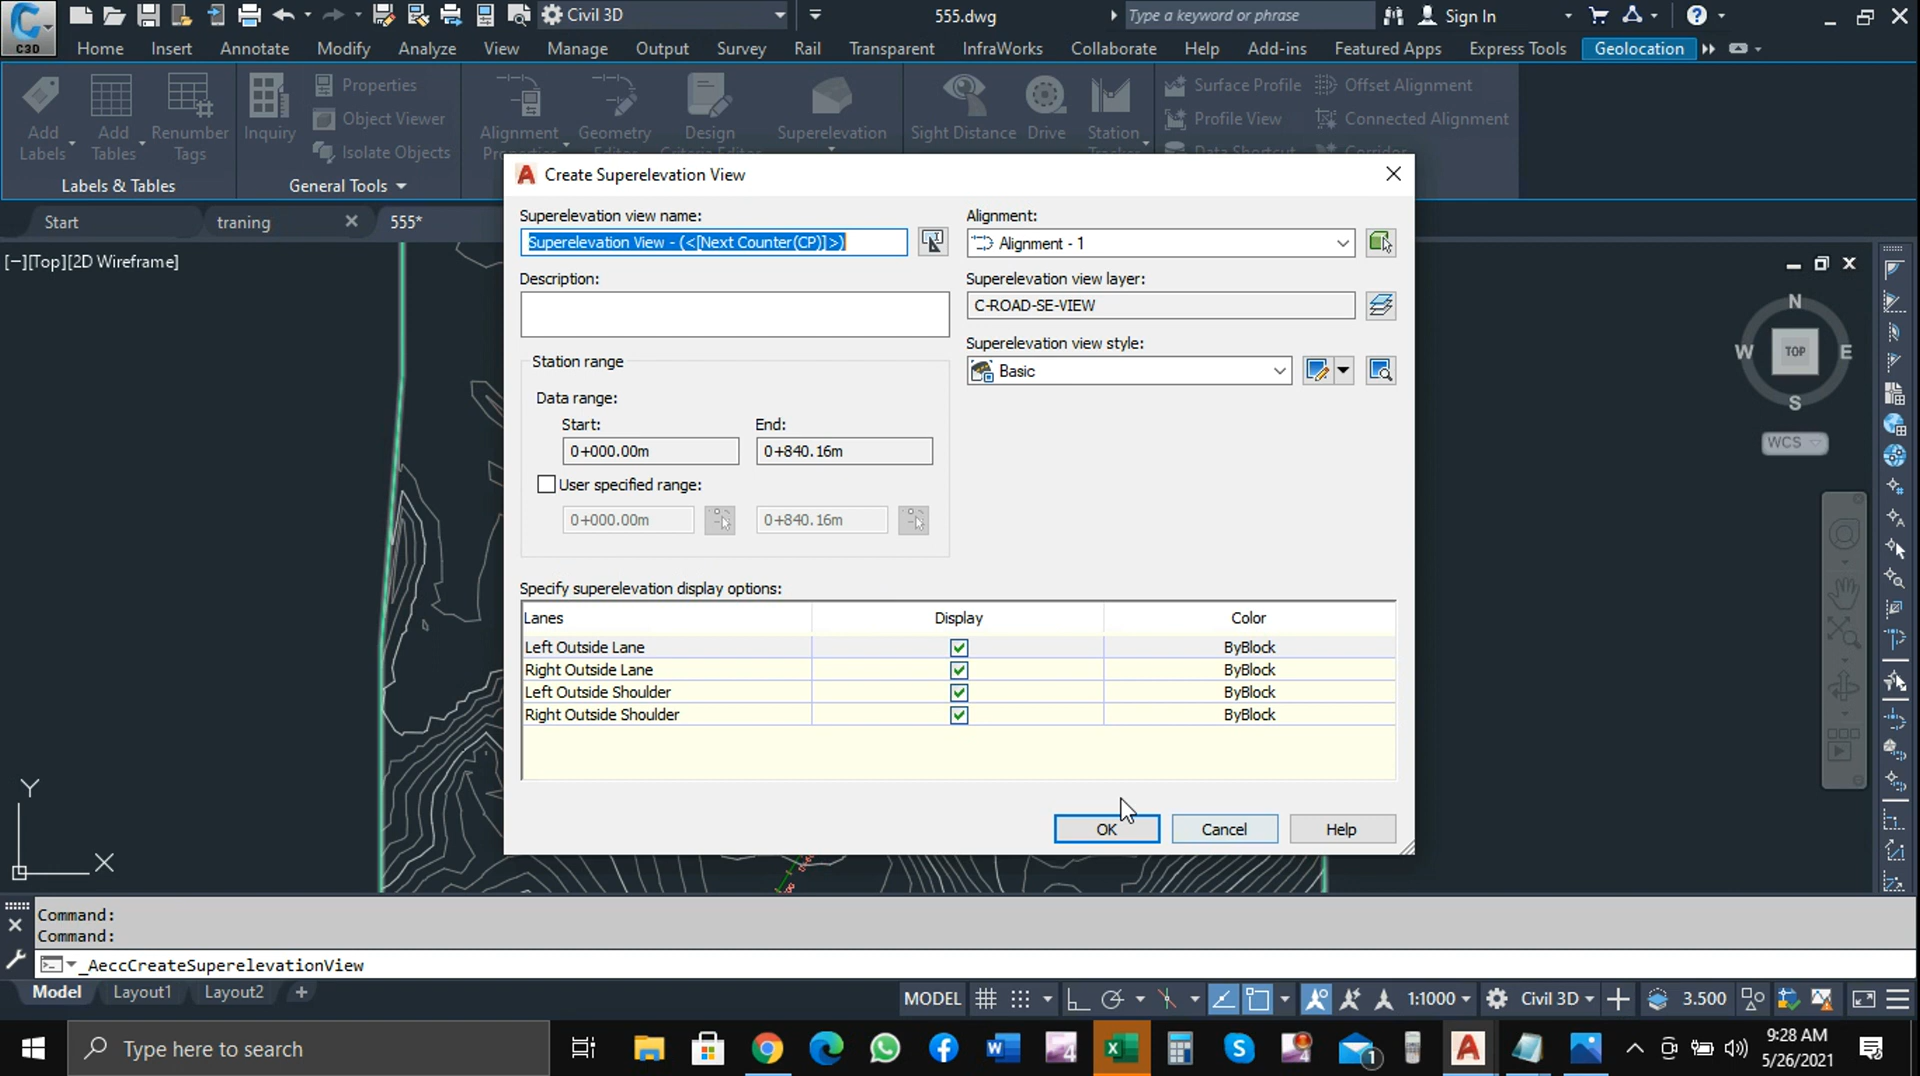 C3D
Civil 3D
555.dwg
Type a keyword or phrase
Sign In
Home Insert Annotate Modify Analyze View Manage Output Survey Rail Transparent InfraWorks Collaborate Help Add-ins Featured Apps Express Tools Geolocation
Add Labels
Add Tables
Renumber Tags
Inquiry
Properties
Object Viewer
Isolate Objects
Alignment
Geometry
Design
Superelevation
Sight Distance
Drive
Station
Surface Profile
Profile View
Offset Alignment
Connected Alignment
Labels & Tables
General Tools
Start
traning
555*
[−][Top][2D Wireframe]
Create Superelevation View
Superelevation view name:
Superelevation View - (<[Next Counter(CP)]>)
Description:
Alignment:
Alignment - 1
Superelevation view layer:
C-ROAD-SE-VIEW
Superelevation view style:
Basic
Station range
Data range:
Start: End:
0+000.00m 0+840.16m
User specified range:
0+000.00m 0+840.16m
Specify superelevation display options:
Lanes Display Color
Left Outside Lane ByBlock
Right Outside Lane ByBlock
Left Outside Shoulder ByBlock
Right Outside Shoulder ByBlock
OK Cancel Help
N
W TOP E
S
WCS
Y
X
Command:
Command:
_AeccCreateSuperelevationView
Model Layout1 Layout2 +
MODEL 1:1000 Civil 3D 3.500
Type here to search
1
9:28 AM
5/26/2021